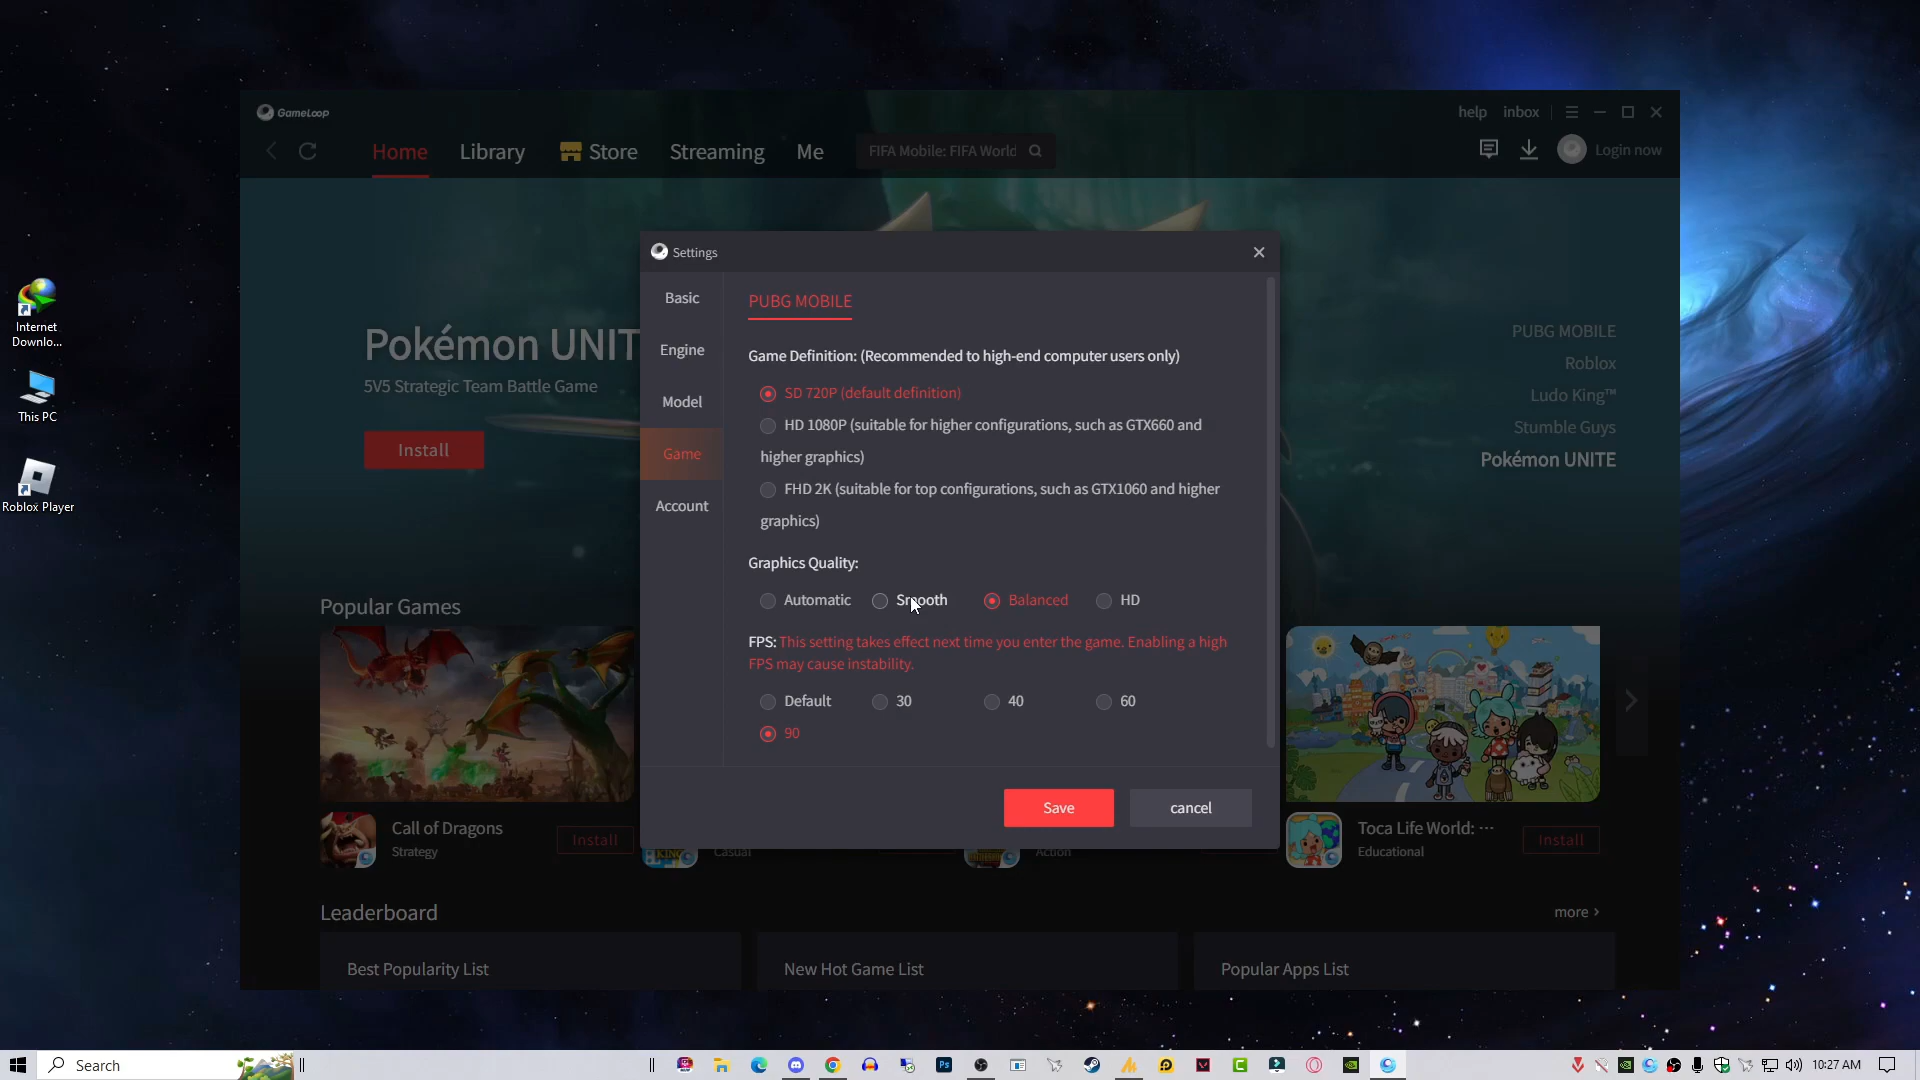 GameLoop
help inbox
Home Library Store Streaming Me
FIFA Mobile: FIFA World
Login now
Internet
Downlo...
This PC
Roblox Player
Pokémon UNIT
5V5 Strategic Team Battle Game
Install
PUBG MOBILE
Roblox
Ludo King™
Stumble Guys
Pokémon UNITE
Settings
Basic
Engine
Model
Game
Account
PUBG MOBILE
Game Definition: (Recommended to high-end computer users only)
SD 720P (default definition)
HD 1080P (suitable for higher configurations, such as GTX660 and
higher graphics)
FHD 2K (suitable for top configurations, such as GTX1060 and higher
graphics)
Graphics Quality:
Automatic Smooth Balanced HD
FPS: This setting takes effect next time you enter the game. Enabling a high
FPS may cause instability.
Default 30 40 60
90
Save cancel
Popular Games
Call of Dragons
Strategy
Install
KING
Casual
Action
Toca Life World: ···
Educational
Install
Leaderboard
more >
Best Popularity List
New Hot Game List
Popular Apps List
Search
10:27 AM